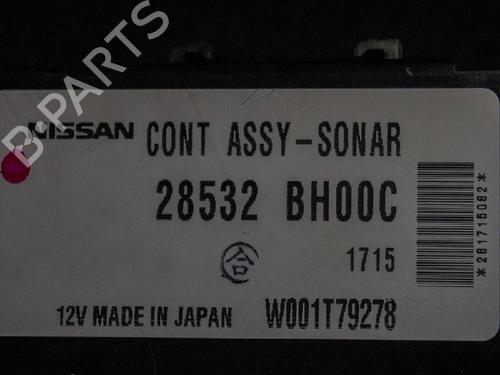 B-PARTS
NISSAN CONT ASSY-SONAR
28532 BH00C
合 1715
*281715082*
12V MADE IN JAPAN W001T79278